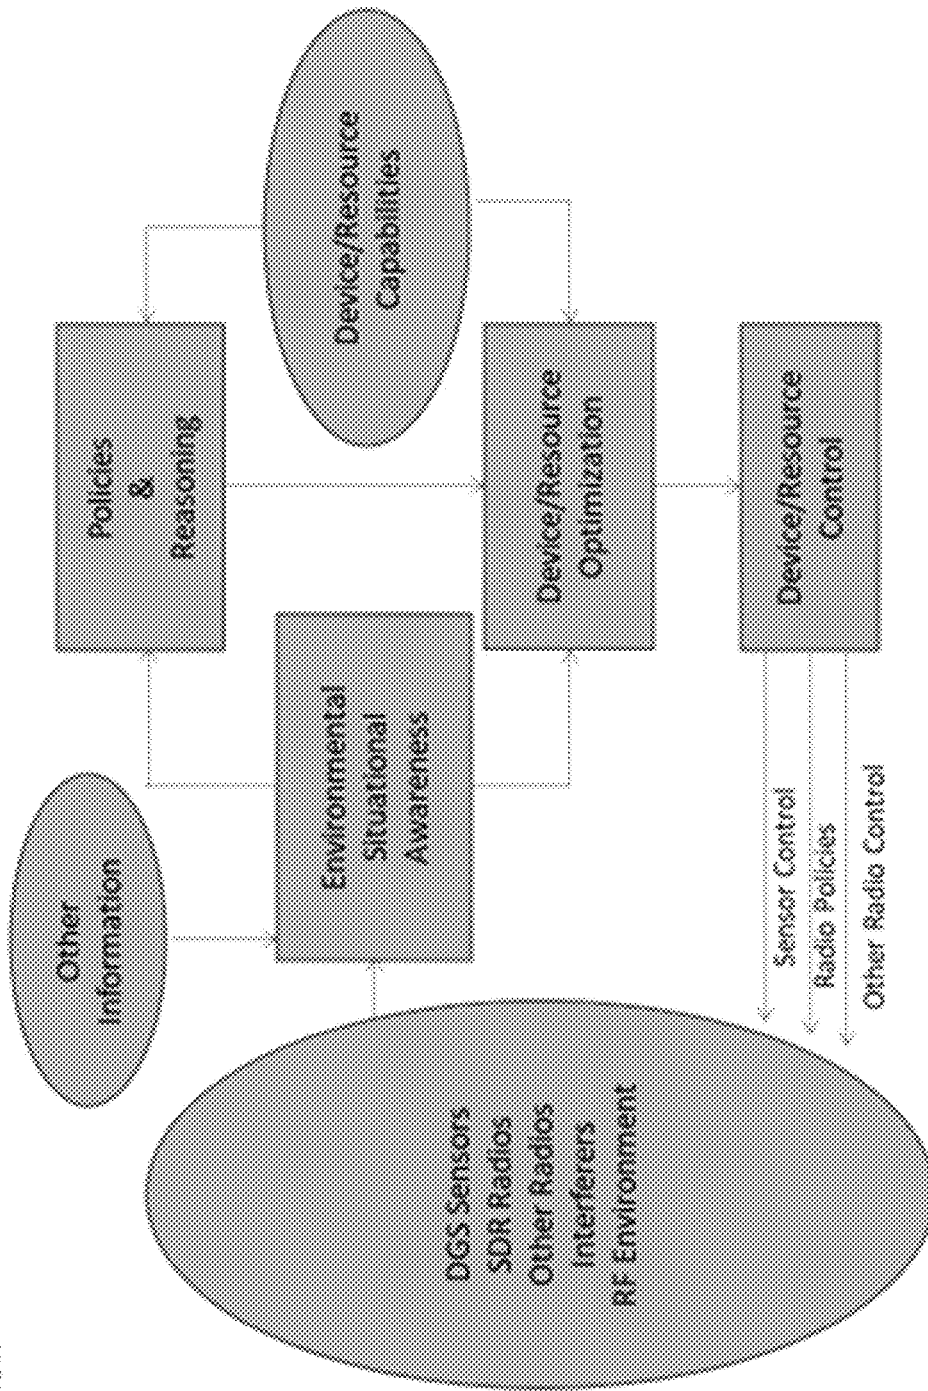 Other
Information
Policies
&
Reasoning
Device/Resource
Capabilities
Environmental
Situational
Awareness
DGS Sensors
SDR Radios
Other Radios
Interferers
RF Environment
Device/Resource
Optimization
Device/Resource
Control
Sensor Control
Radio Policies
Other Radio Control